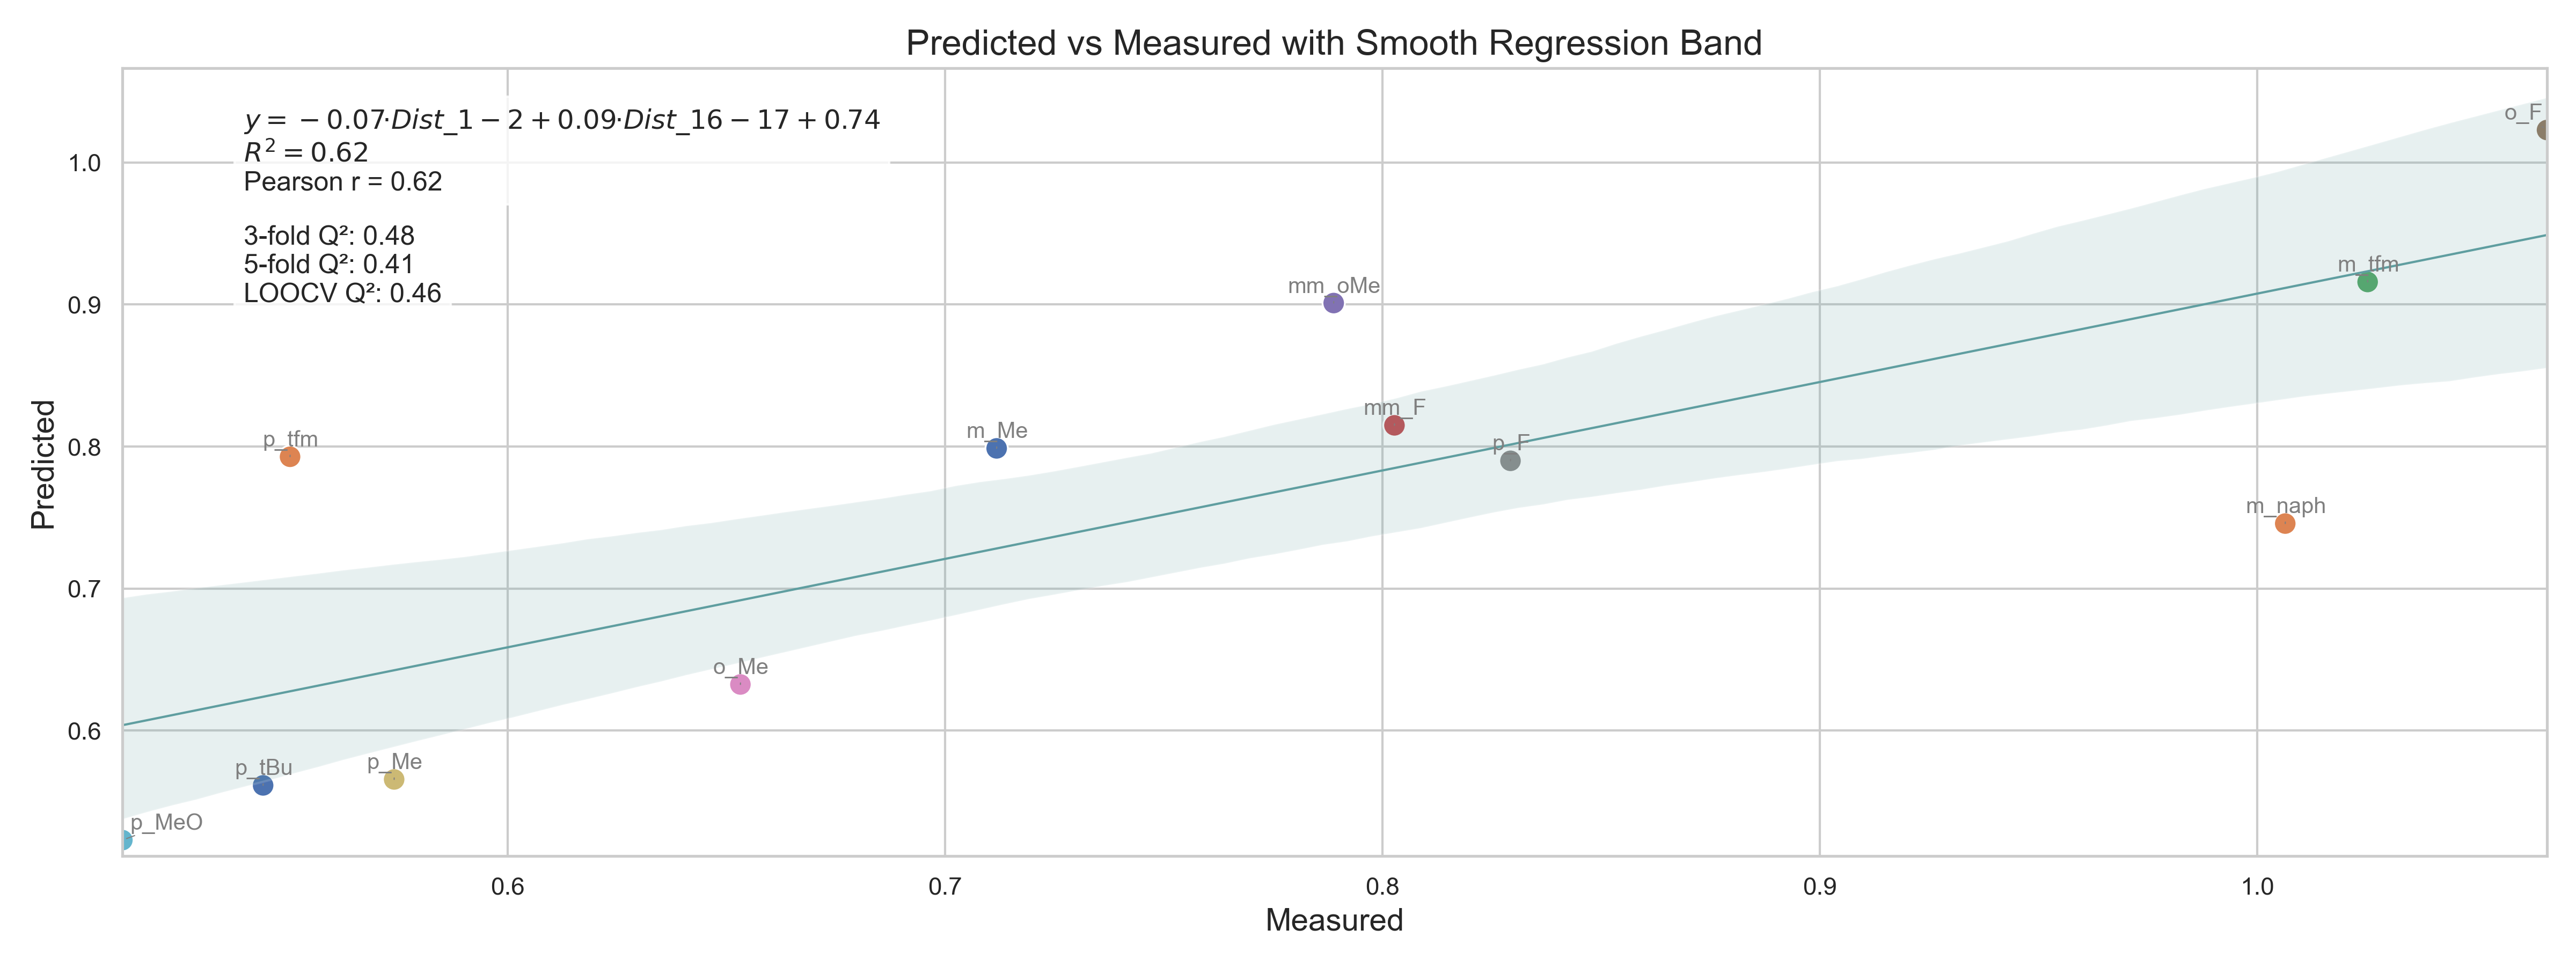 Predicted vs Measured with Smooth Regression Band
y = − 0.07·Dist_1 − 2 + 0.09·Dist_16 − 17 + 0.74
R² = 0.62
Pearson r = 0.62
3-fold Q²: 0.48
5-fold Q²: 0.41
LOOCV Q²: 0.46
o_F
m_tfm
mm_oMe
mm_F
m_Me
p_tfm
p_F
m_naph
o_Me
p_tBu
p_Me
p_MeO
1.0
0.9
0.8
0.7
0.6
Predicted
0.6
0.7
0.8
0.9
1.0
Measured